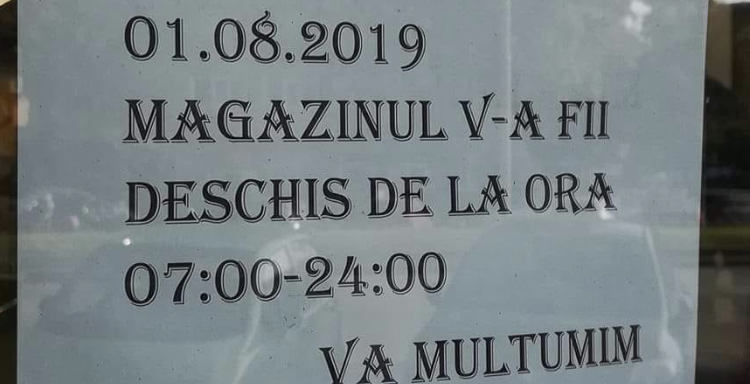 01.08.2019
MAGAZINUL V-A FII
DESCHIS DE LA ORA
07:00-24:00
VA MULTUMIM